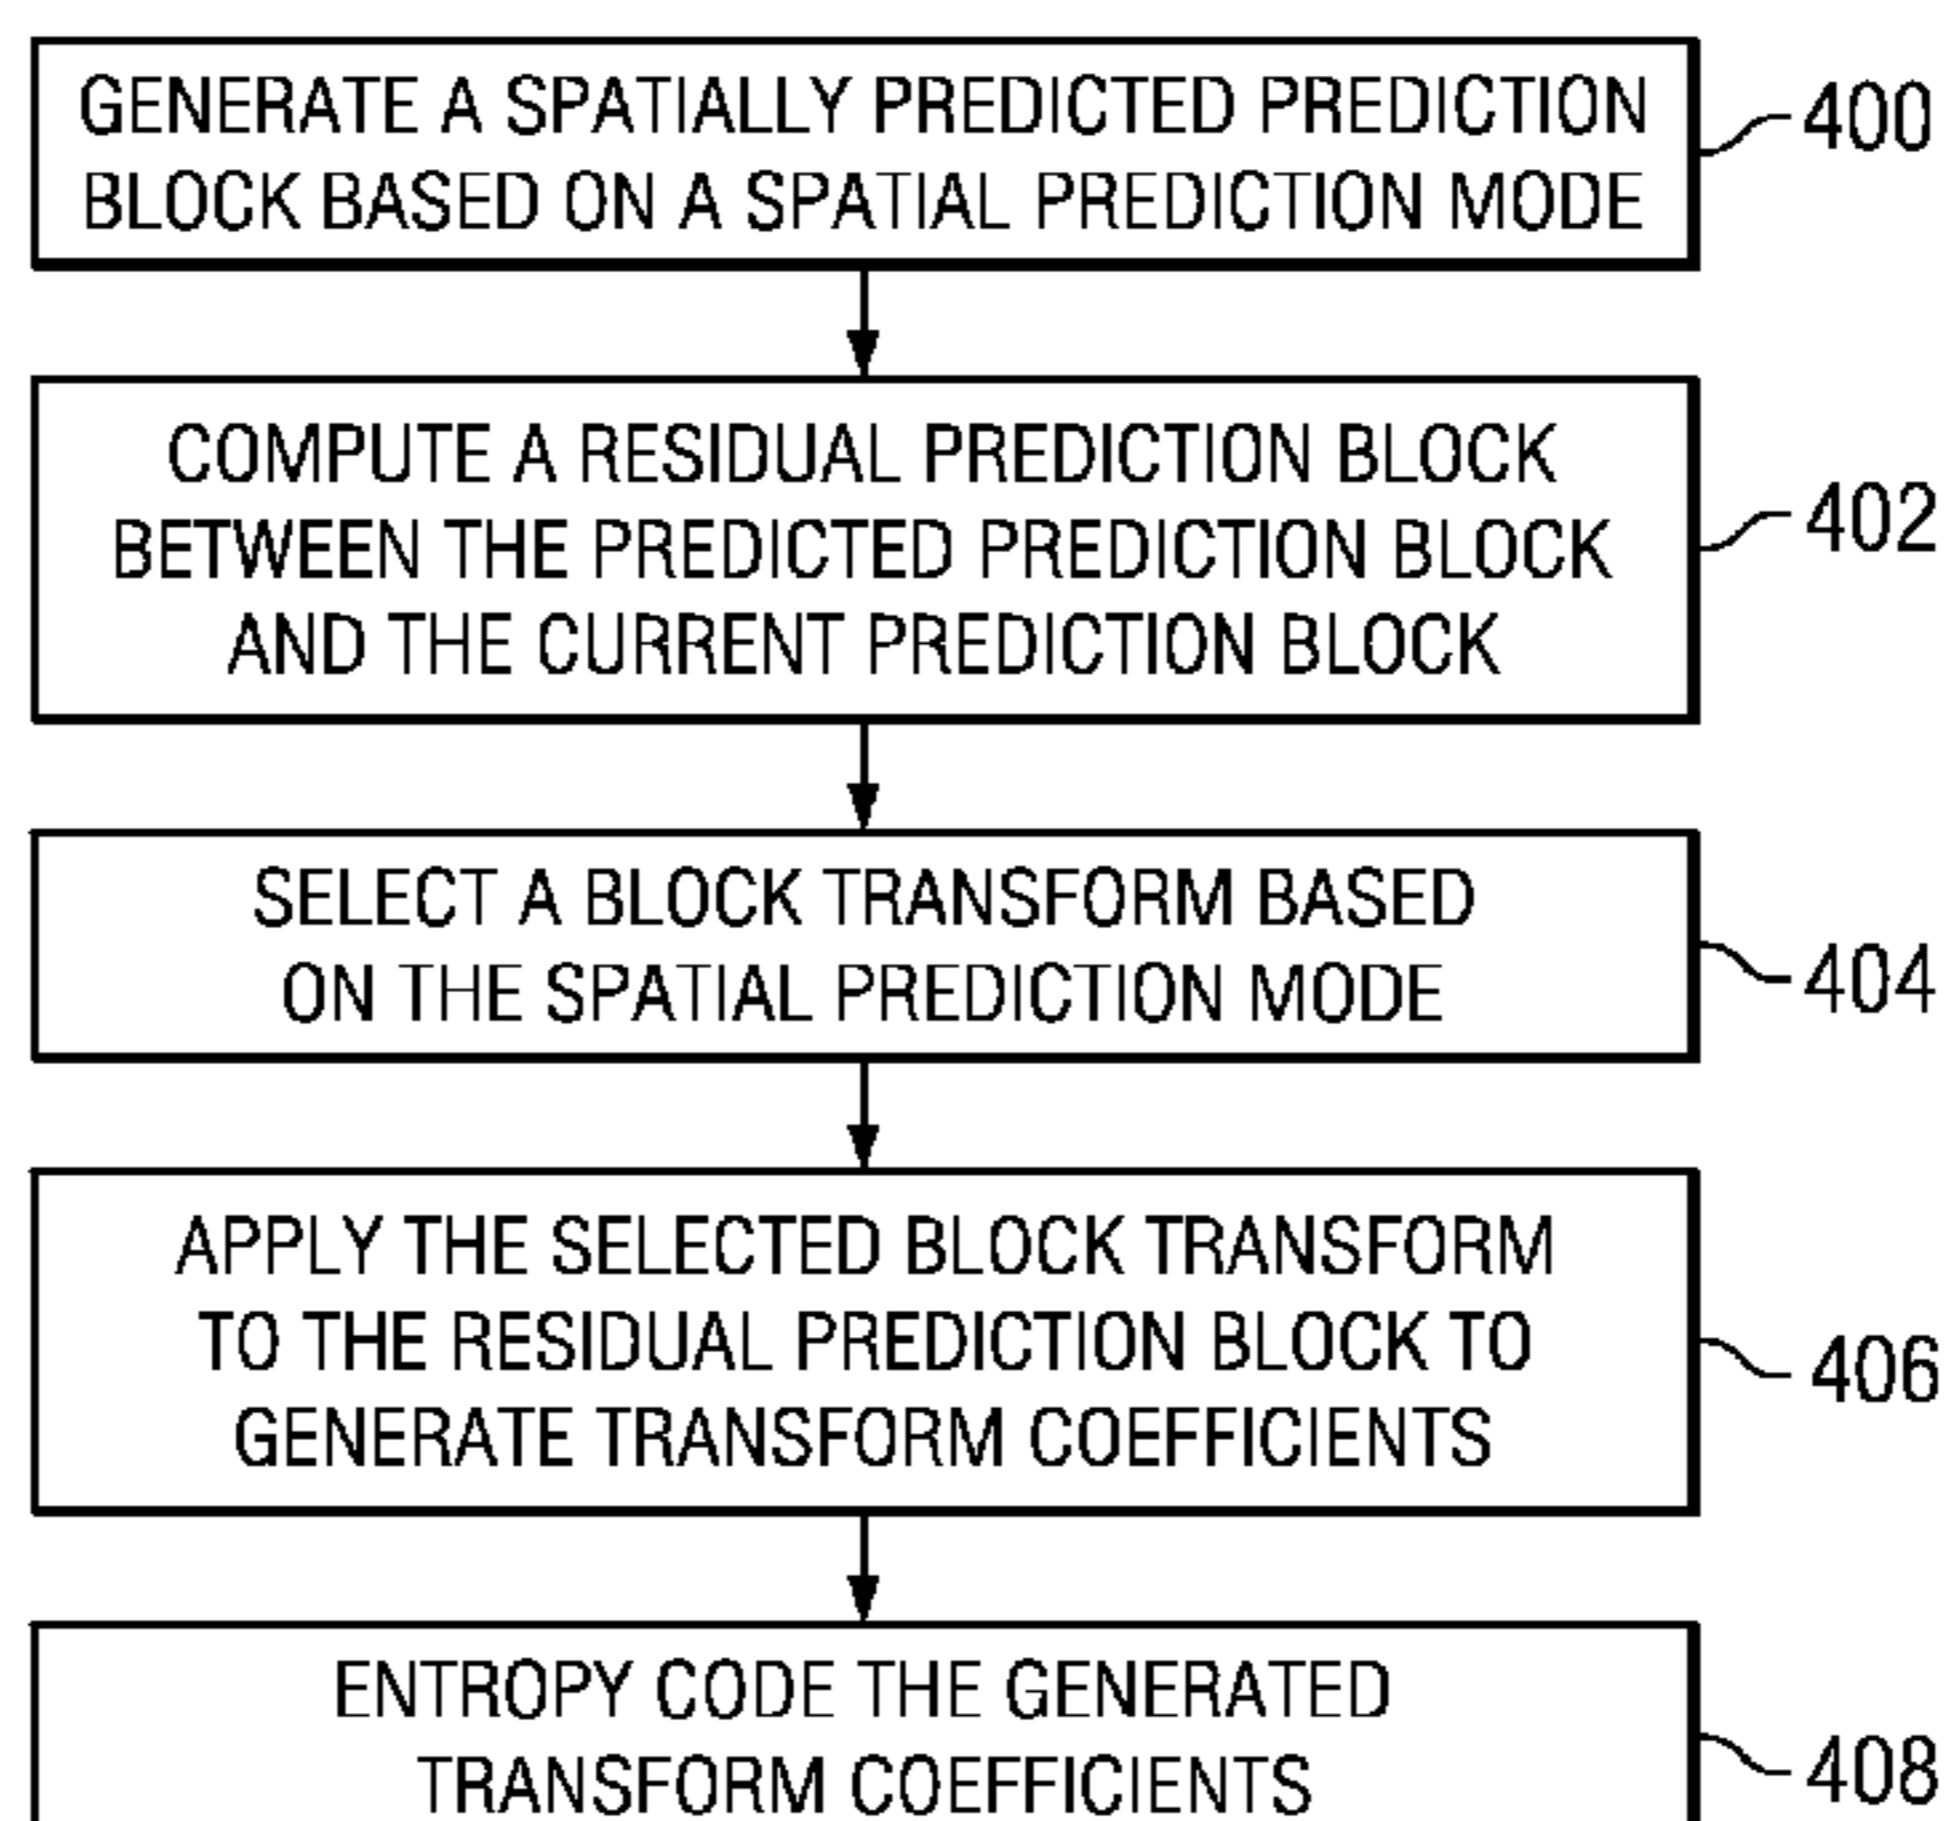 GENERATE A SPATIALLY PREDICTED PREDICTION
BLOCK BASED ON A SPATIAL PREDICTION MODE
400
COMPUTE A RESIDUAL PREDICTION BLOCK
BETWEEN THE PREDICTED PREDICTION BLOCK
AND THE CURRENT PREDICTION BLOCK
402
SELECT A BLOCK TRANSFORM BASED
ON THE SPATIAL PREDICTION MODE
404
APPLY THE SELECTED BLOCK TRANSFORM
TO THE RESIDUAL PREDICTION BLOCK TO
GENERATE TRANSFORM COEFFICIENTS
406
ENTROPY CODE THE GENERATED
TRANSFORM COEFFICIENTS
408